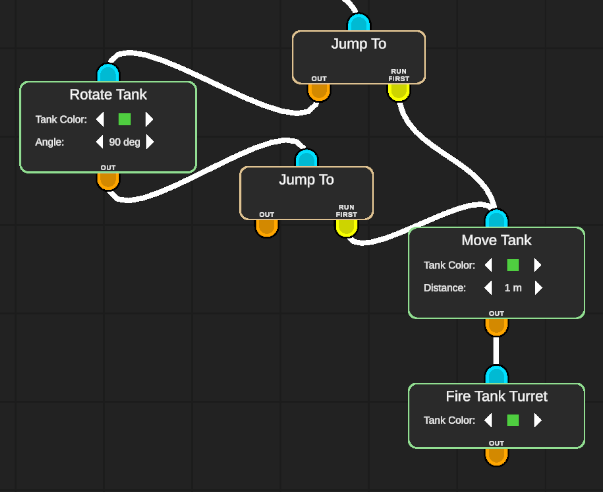 Jump To
OUT
RUN
FIRST
Rotate Tank
Tank Color:
Angle: 90 deg
OUT
Jump To
OUT
RUN
FIRST
Move Tank
Tank Color:
Distance: 1 m
OUT
Fire Tank Turret
Tank Color:
OUT